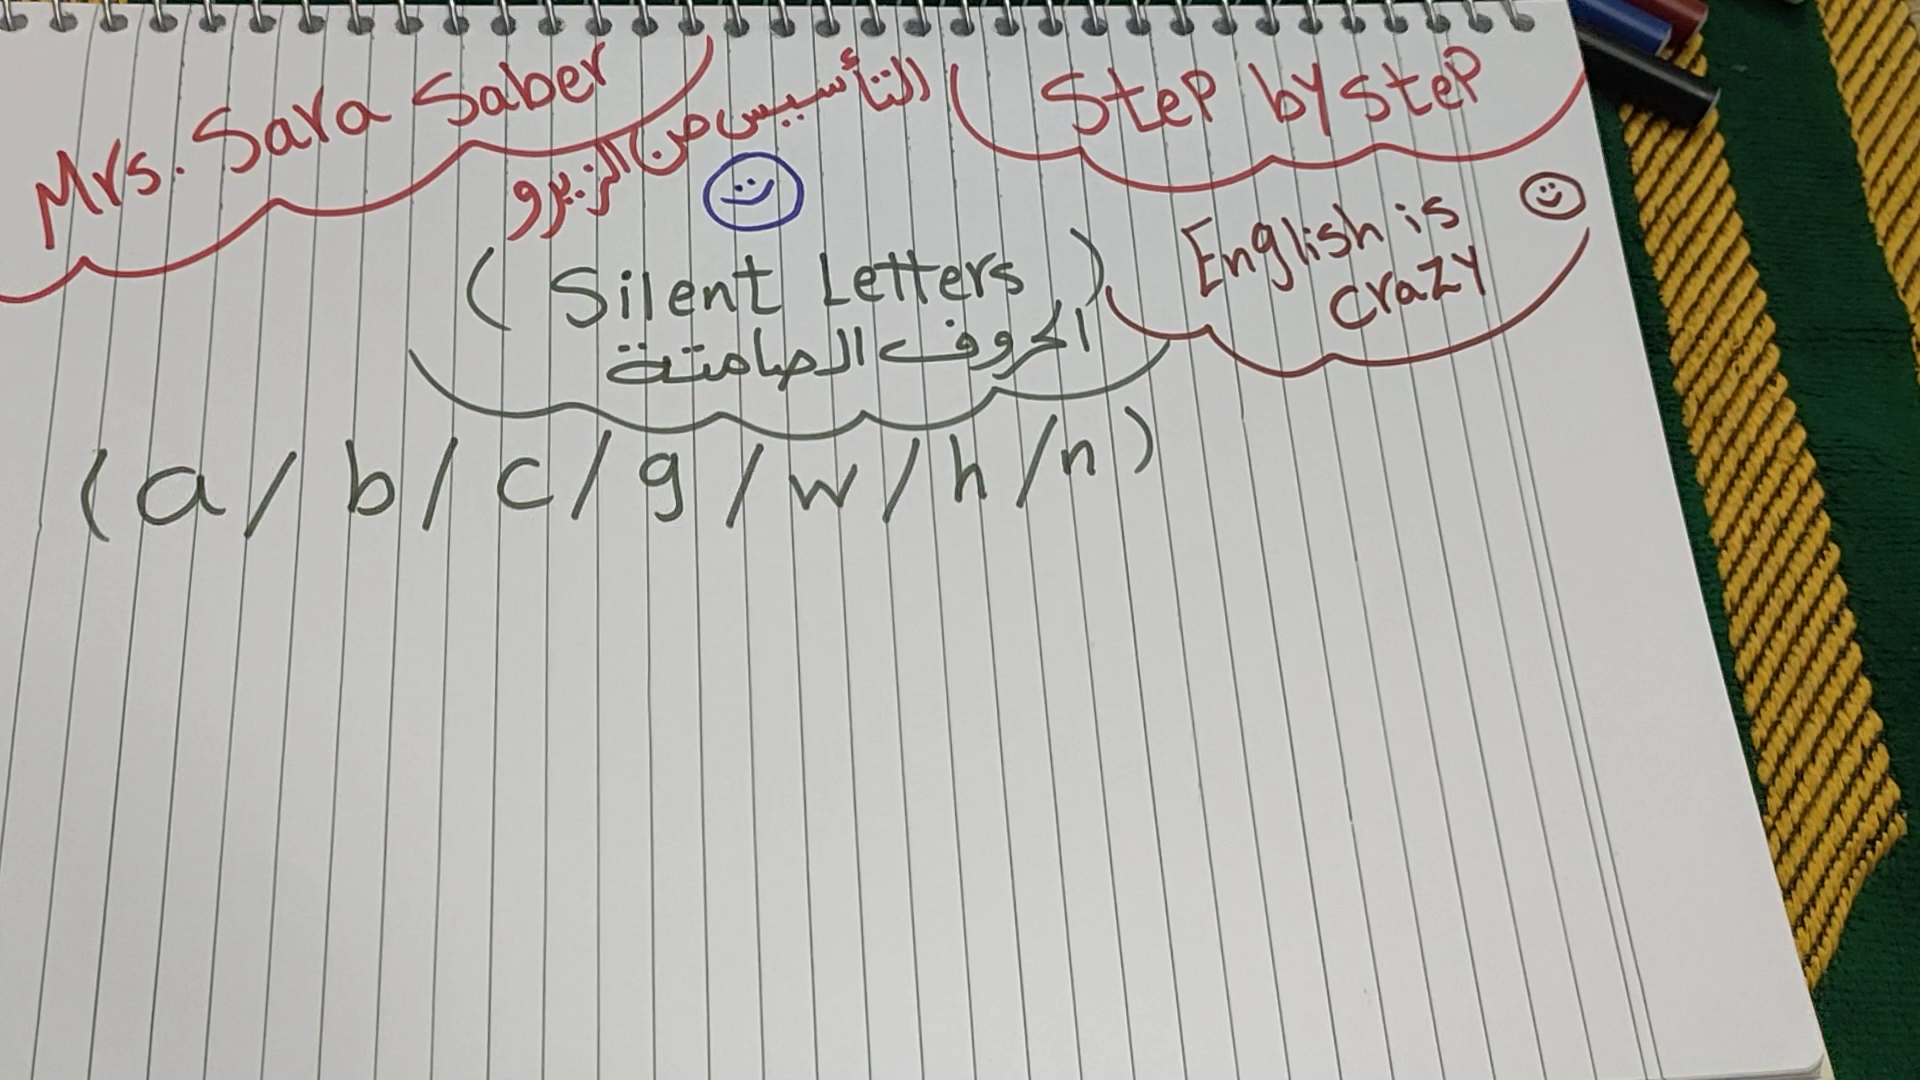 Mrs. Sara Saber
التأسيس من الزيرو
Step by step
English is
crazy
( Silent Letters )
الحروف الصامتة
( a / b / c / g / w / h / n )